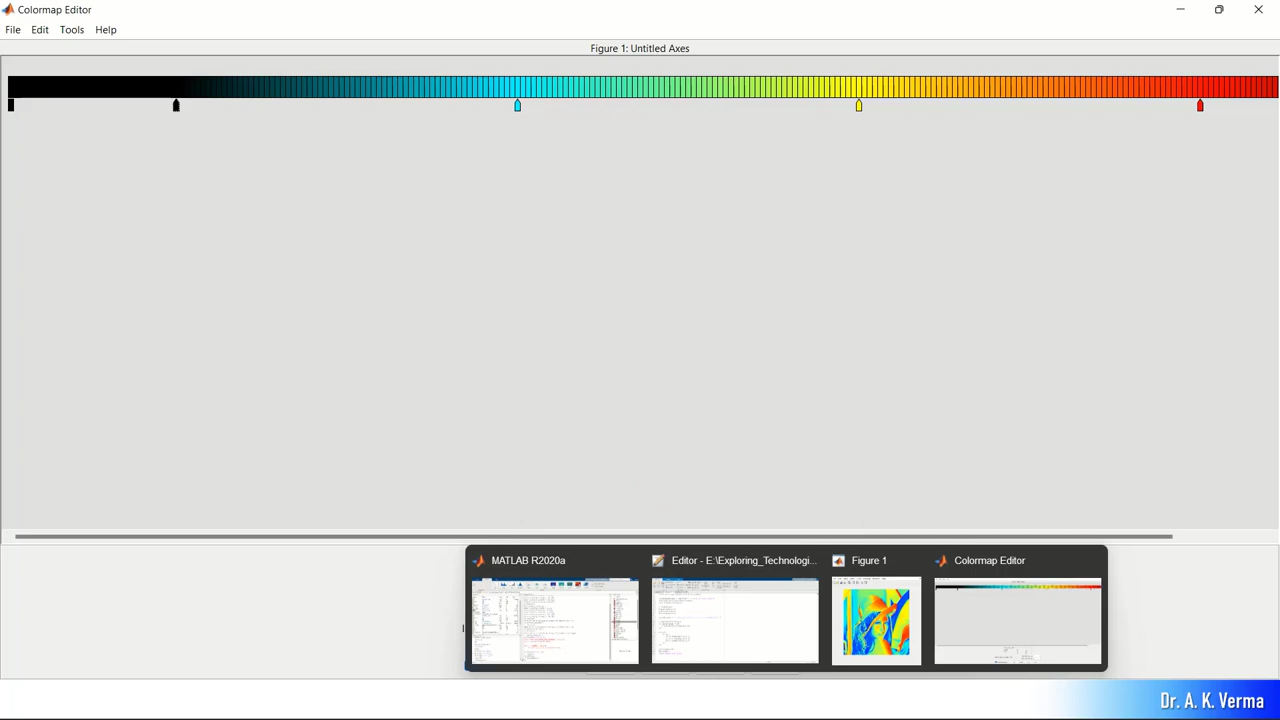 Colormap Editor
File Edit Tools Help
Figure 1: Untitled Axes
MATLAB R2020a
Editor - E:\Exploring_Technologi...
Figure 1
Colormap Editor
Dr. A. K. Verma